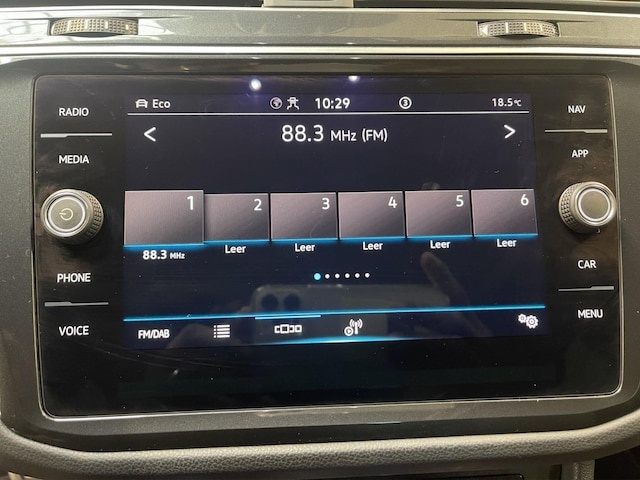 RADIO
MEDIA
PHONE
VOICE
Eco
10:29
3
18.5°C
< 88.3 MHz (FM) >
1
2
3
4
5
6
88.3 MHz
Leer
Leer
Leer
Leer
Leer
FM/DAB
NAV
APP
CAR
MENU